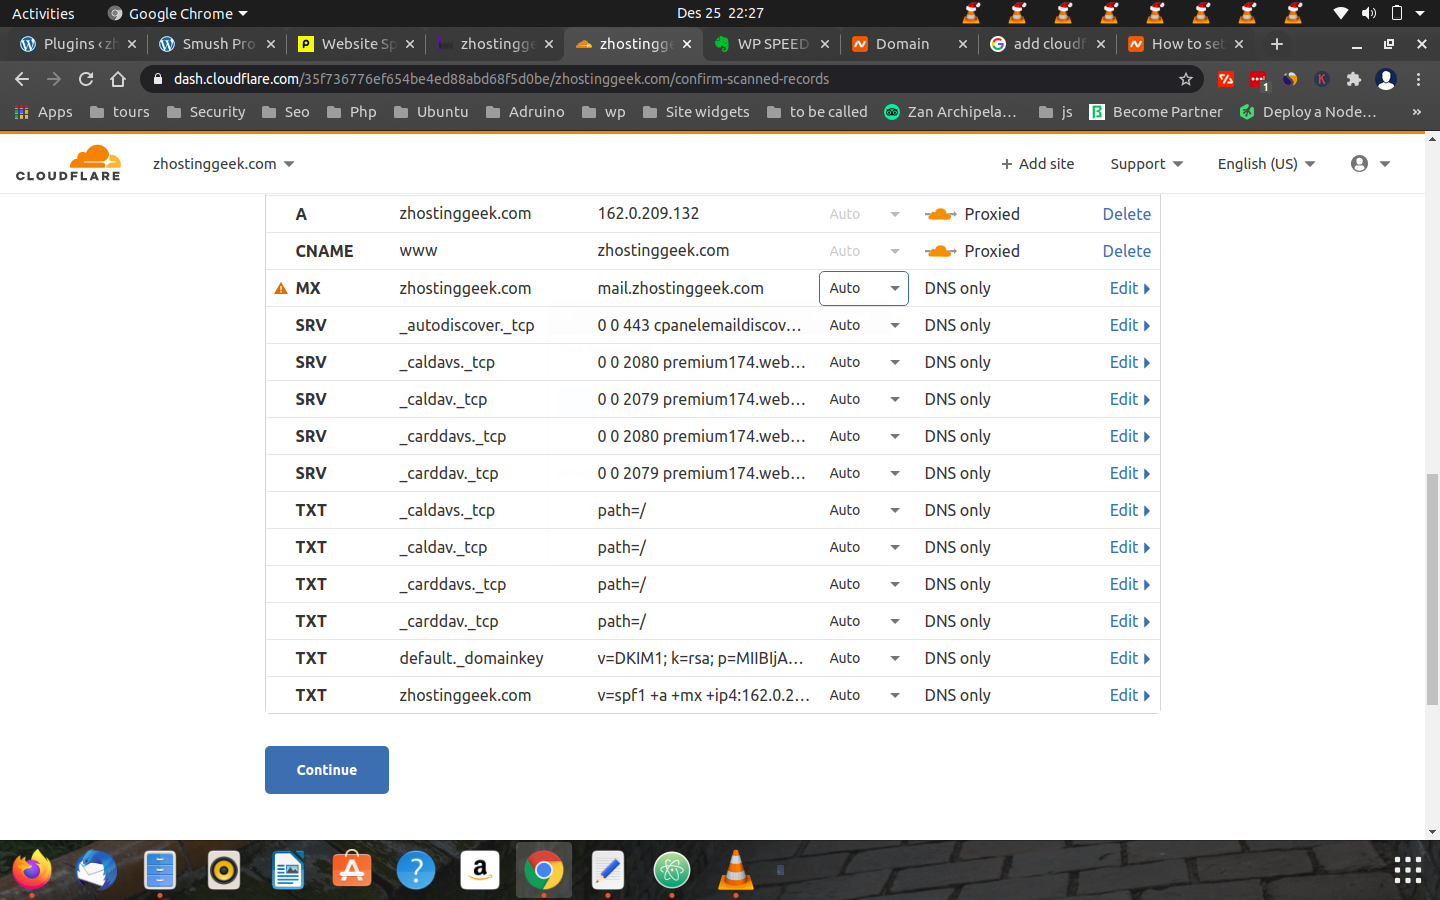 Activities Google Chrome Des 25 22:27
Plugins ‹ zh Smush Pro Website Sp zhostingge zhostingge WP SPEED Domain add cloudf How to set
dash.cloudflare.com/35f736776ef654be4ed88abd68f5d0be/zhostinggeek.com/confirm-scanned-records
Apps tours Security Seo Php Ubuntu Adruino wp Site widgets to be called Zan Archipela... js Become Partner Deploy a Node... »
CLOUDFLARE zhostinggeek.com + Add site Support English (US)
A zhostinggeek.com 162.0.209.132 Auto Proxied Delete
CNAME www zhostinggeek.com Auto Proxied Delete
MX zhostinggeek.com mail.zhostinggeek.com Auto DNS only Edit
SRV _autodiscover._tcp 0 0 443 cpanelemaildiscov... Auto DNS only Edit
SRV _caldavs._tcp 0 0 2080 premium174.web... Auto DNS only Edit
SRV _caldav._tcp 0 0 2079 premium174.web... Auto DNS only Edit
SRV _carddavs._tcp 0 0 2080 premium174.web... Auto DNS only Edit
SRV _carddav._tcp 0 0 2079 premium174.web... Auto DNS only Edit
TXT _caldavs._tcp path=/ Auto DNS only Edit
TXT _caldav._tcp path=/ Auto DNS only Edit
TXT _carddavs._tcp path=/ Auto DNS only Edit
TXT _carddav._tcp path=/ Auto DNS only Edit
TXT default._domainkey v=DKIM1; k=rsa; p=MIIBIjA... Auto DNS only Edit
TXT zhostinggeek.com v=spf1 +a +mx +ip4:162.0.2... Auto DNS only Edit
Continue